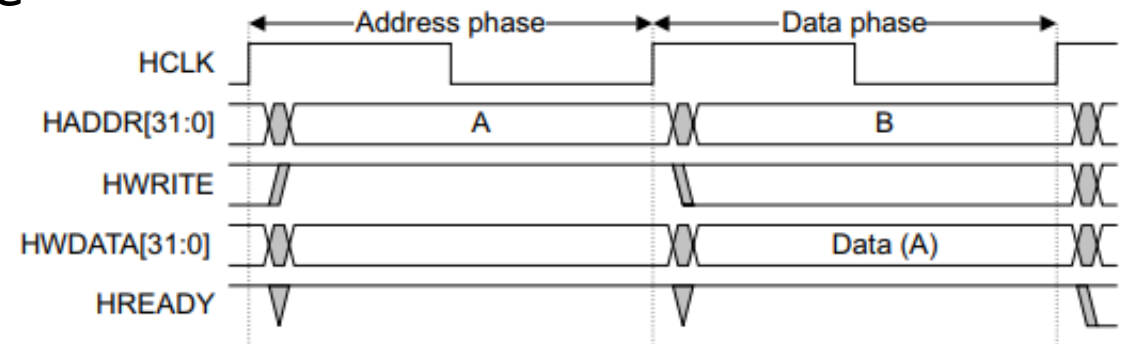 Address phase Data phase
HCLK
HADDR[31:0] A B
HWRITE
HWDATA[31:0] Data (A)
HREADY